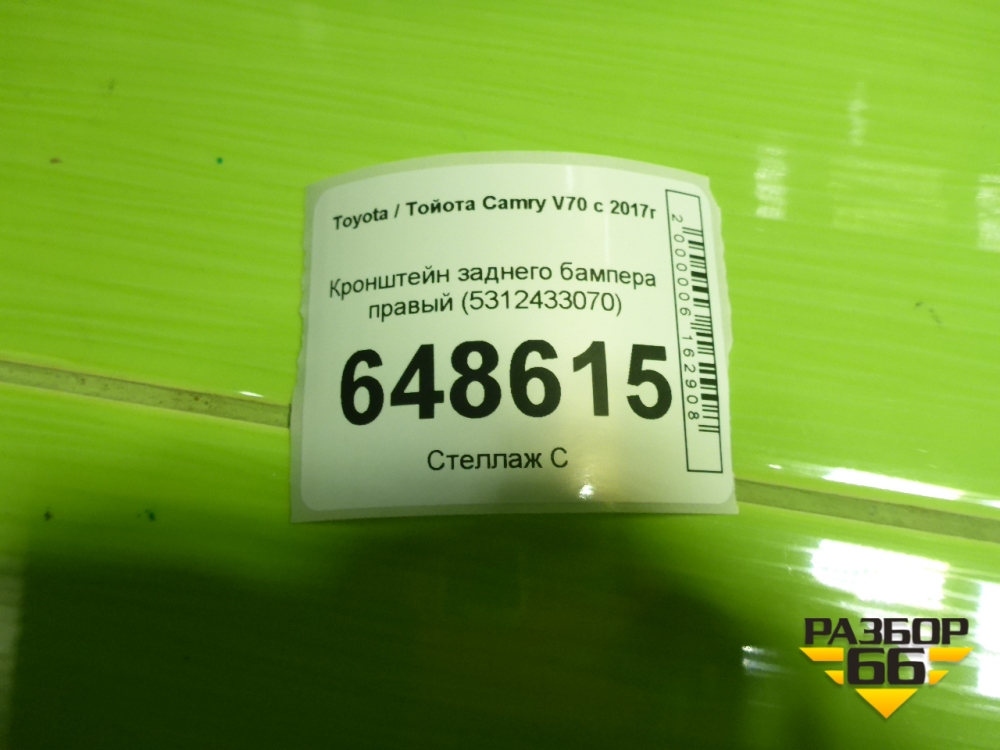 Toyota / Тойота Camry V70 с 2017г
Кронштейн заднего бампера
правый (5312433070)
648615
Стеллаж С
2000006162908
РАЗБОР
66